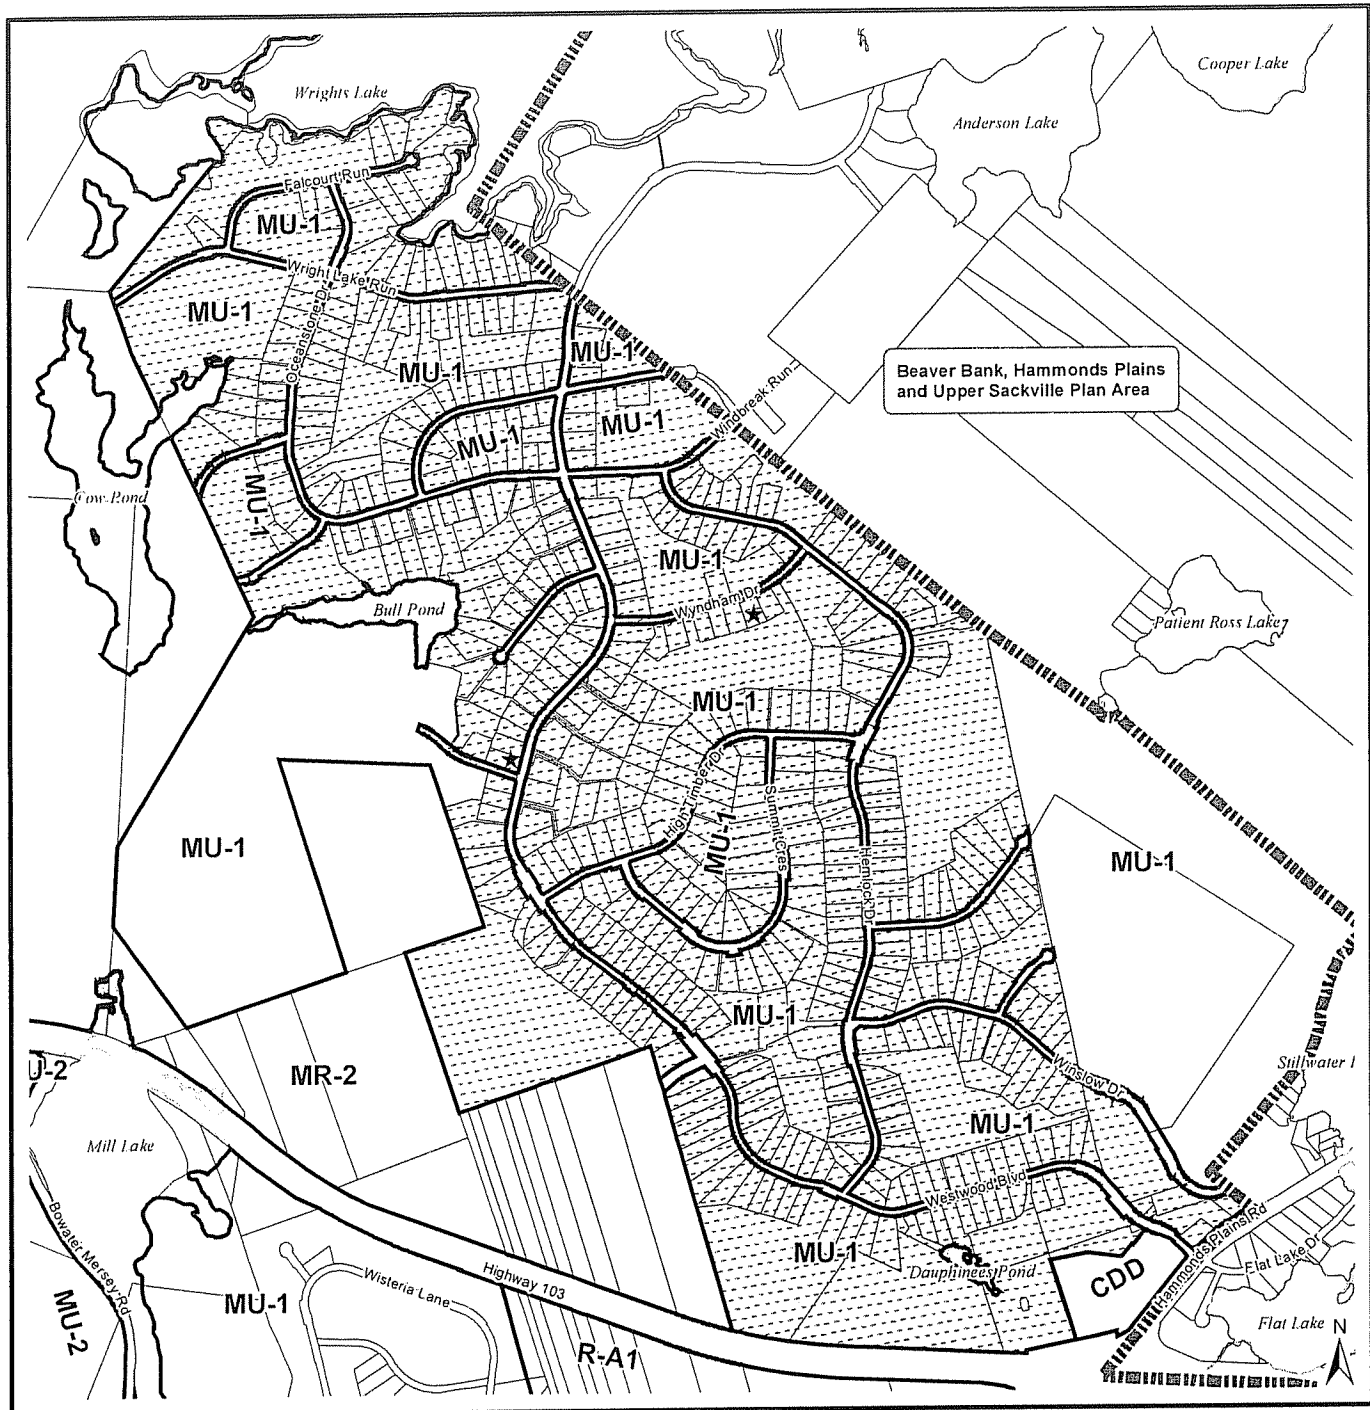 Cooper Lake
Wrights Lake
Anderson Lake
Falcourt Run
MU-1
Wright Lake Run
MU-1
Oceanstone Dr
MU-1
MU-1
Beaver Bank, Hammonds Plains
and Upper Sackville Plan Area
Windbreak Run
MU-1
MU-1
Cow Pond
MU-1
MU-1
Bull Pond
Wyndham Dr
Patient Ross Lake
MU-1
High Timber Dr
Summit Cres
MU-1
MU-1
Hemlock Dr
MU-1
MU-1
Stillwater
U-2
MR-2
Winslow Dr
MU-1
Mill Lake
Westwood Blvd
Bowater Mersey Rd
MU-1
Dauphinees Pond
CDD
Hammonds Plains Rd
Flat Lake Dr
Highway 103
Wisteria Lane
MU-1
MU-2
Flat Lake
N
R-A1